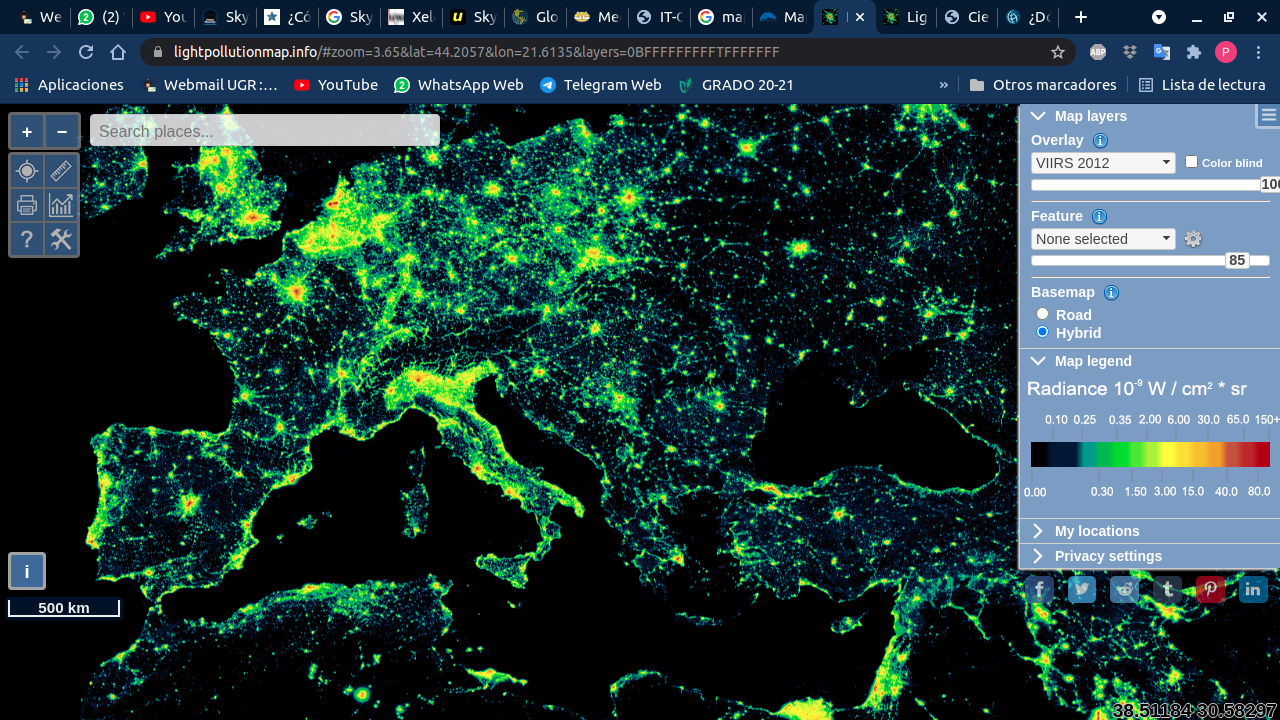 We
(2)
You
Sky
¿Có
Sky
Xel
Sky
Glo
Me
IT-C
ma
Ma
Lig
Cie
¿Do
lightpollutionmap.info/#zoom=3.65&lat=44.2057&lon=21.6135&layers=0BFFFFFFFFFTFFFFFFF
ABP
P
Aplicaciones
Webmail UGR :…
YouTube
2 WhatsApp Web
Telegram Web
GRADO 20-21
»
Otros marcadores
Lista de lectura
+
−
Search places...
?
i
500 km
Map layers
Overlay i
VIIRS 2012
Color blind
100
Feature i
None selected
85
Basemap i
Road
Hybrid
Map legend
Radiance 10⁻⁹ W / cm² * sr
0.10 0.25 0.35 2.00 6.00 30.0 65.0 150+
0.00 0.30 1.50 3.00 15.0 40.0 80.0
My locations
Privacy settings
38.51184 30.58297